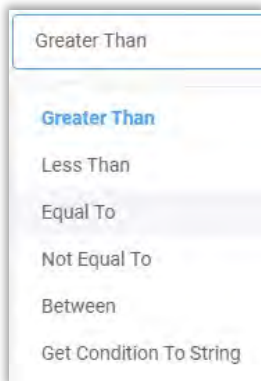 Greater Than
Greater Than
Less Than
Equal To
Not Equal To
Between
Get Condition To String